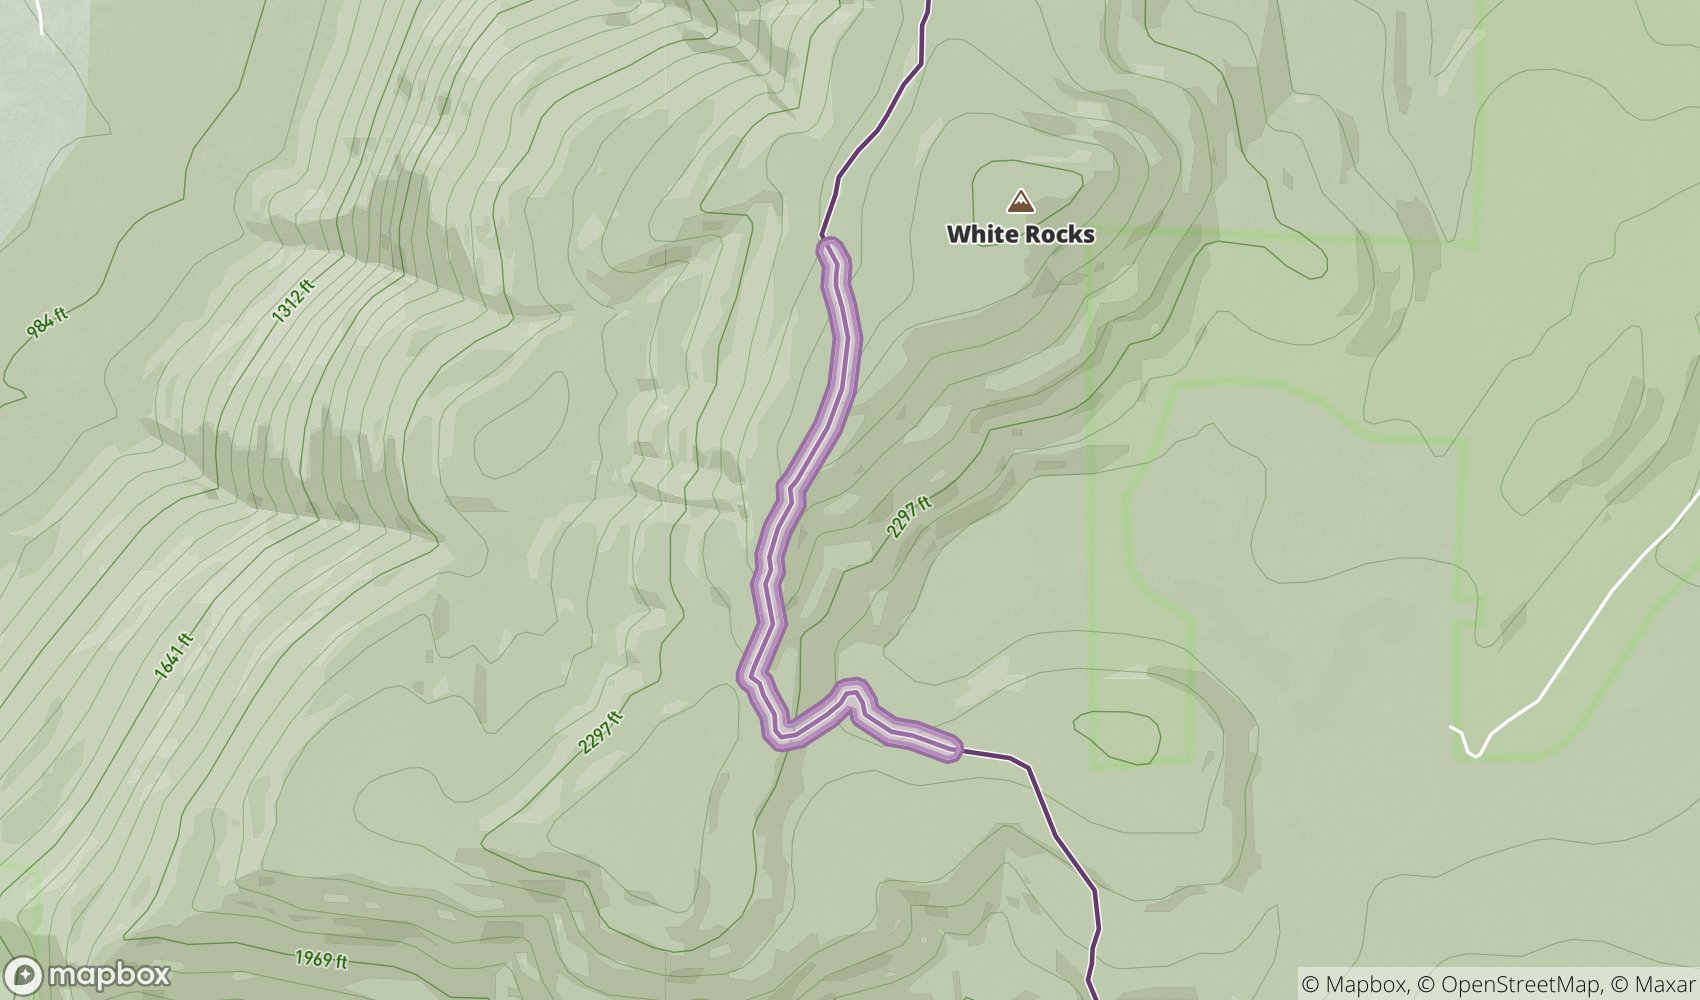 984 ft
1312 ft
White Rocks
2297 ft
1641 ft
2297 ft
1969 ft
mapbox
© Mapbox, © OpenStreetMap, © Maxar